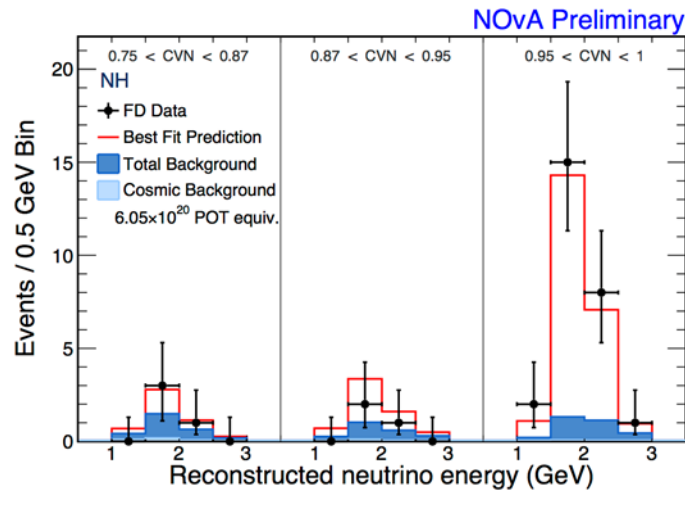 NOvA Preliminary
0.75 < CVN < 0.87
0.87 < CVN < 0.95
0.95 < CVN < 1
NH
FD Data
Best Fit Prediction
Total Background
Cosmic Background
6.05×10²⁰ POT equiv.
Events / 0.5 GeV Bin
20
15
10
5
0
1 2 3 1 2 3 1 2 3
Reconstructed neutrino energy (GeV)